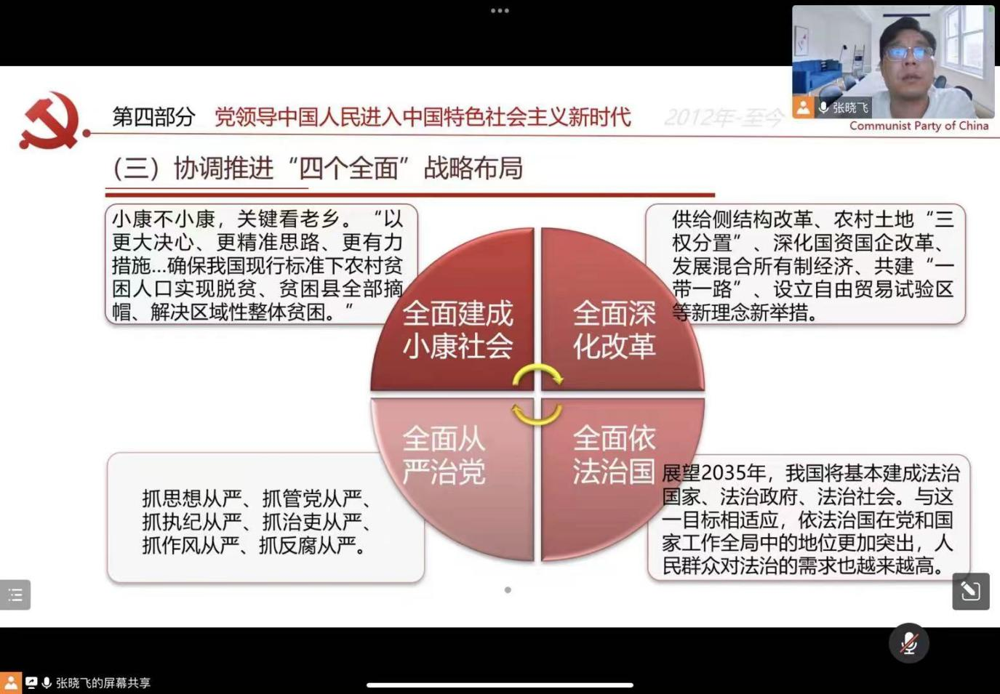 张晓飞
第四部分 党领导中国人民进入中国特色社会主义新时代 2012年-至今
Communist Party of China
（三）协调推进“四个全面”战略布局
小康不小康，关键看老乡。“以
更大决心、更精准思路、更有力
措施...确保我国现行标准下农村贫
困人口实现脱贫、贫困县全部摘
帽、解决区域性整体贫困。”
供给侧结构改革、农村土地“三
权分置”、深化国资国企改革、
发展混合所有制经济、共建“一
带一路”、设立自由贸易试验区
等新理念新举措。
全面建成
小康社会
全面深
化改革
全面从
严治党
全面依
法治国
抓思想从严、抓管党从严、
抓执纪从严、抓治吏从严、
抓作风从严、抓反腐从严。
展望2035年，我国将基本建成法治
国家、法治政府、法治社会。与这
一目标相适应，依法治国在党和国
家工作全局中的地位更加突出，人
民群众对法治的需求也越来越高。
张晓飞的屏幕共享